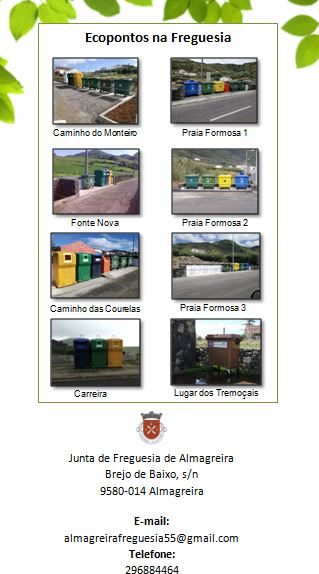 Ecopontos na Freguesia
Caminho do Monteiro
Praia Formosa 1
Fonte Nova
Praia Formosa 2
Caminho das Courelas
Praia Formosa 3
Carreira
Lugar dos Tremoçais
Junta de Freguesia de Almagreira
Brejo de Baixo, s/n
9580-014 Almagreira
E-mail:
almagreirafreguesia55@gmail.com
Telefone:
296884464